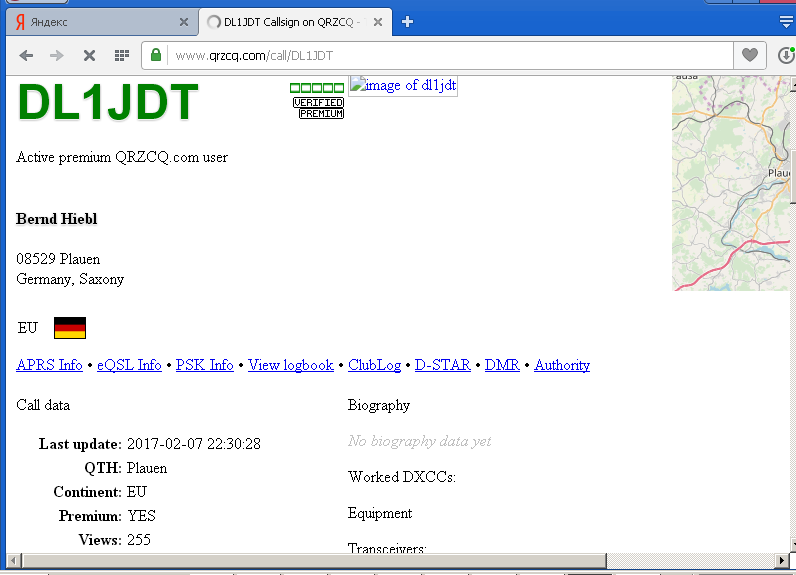 Яндекс
DL1JDT Callsign on QRZCQ -
www.qrzcq.com/call/DL1JDT
DL1JDT
VERIFIED
PREMIUM
image of dl1jdt
Plaue
Active premium QRZCQ.com user
Bernd Hiebl
08529 Plauen
Germany, Saxony
EU
APRS Info • eQSL Info • PSK Info • View logbook • ClubLog • D-STAR • DMR • Authority
Call data
Last update: 2017-02-07 22:30:28
QTH: Plauen
Continent: EU
Premium: YES
Views: 255
Biography
No biography data yet
Worked DXCCs:
Equipment
Transceivers: